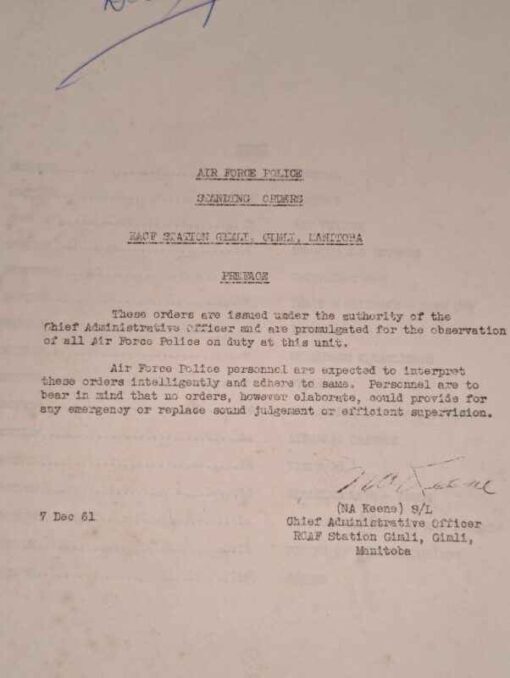 AIR FORCE POLICE
STANDING ORDERS
RACF STATION GIMLI, GIMLI, MANITOBA
PREFACE
These orders are issued under the authority of the
Chief Administrative Officer and are promulgated for the observation
of all Air Force Police on duty at this unit.
Air Force Police personnel are expected to interpret
these orders intelligently and adhere to same. Personnel are to
bear in mind that no orders, however elaborate, could provide for
any emergency or replace sound judgement or efficient supervision.
NA Keene
(NA Keene) S/L
7 Dec 61
Chief Administrative Officer
RCAF Station Gimli, Gimli,
Manitoba